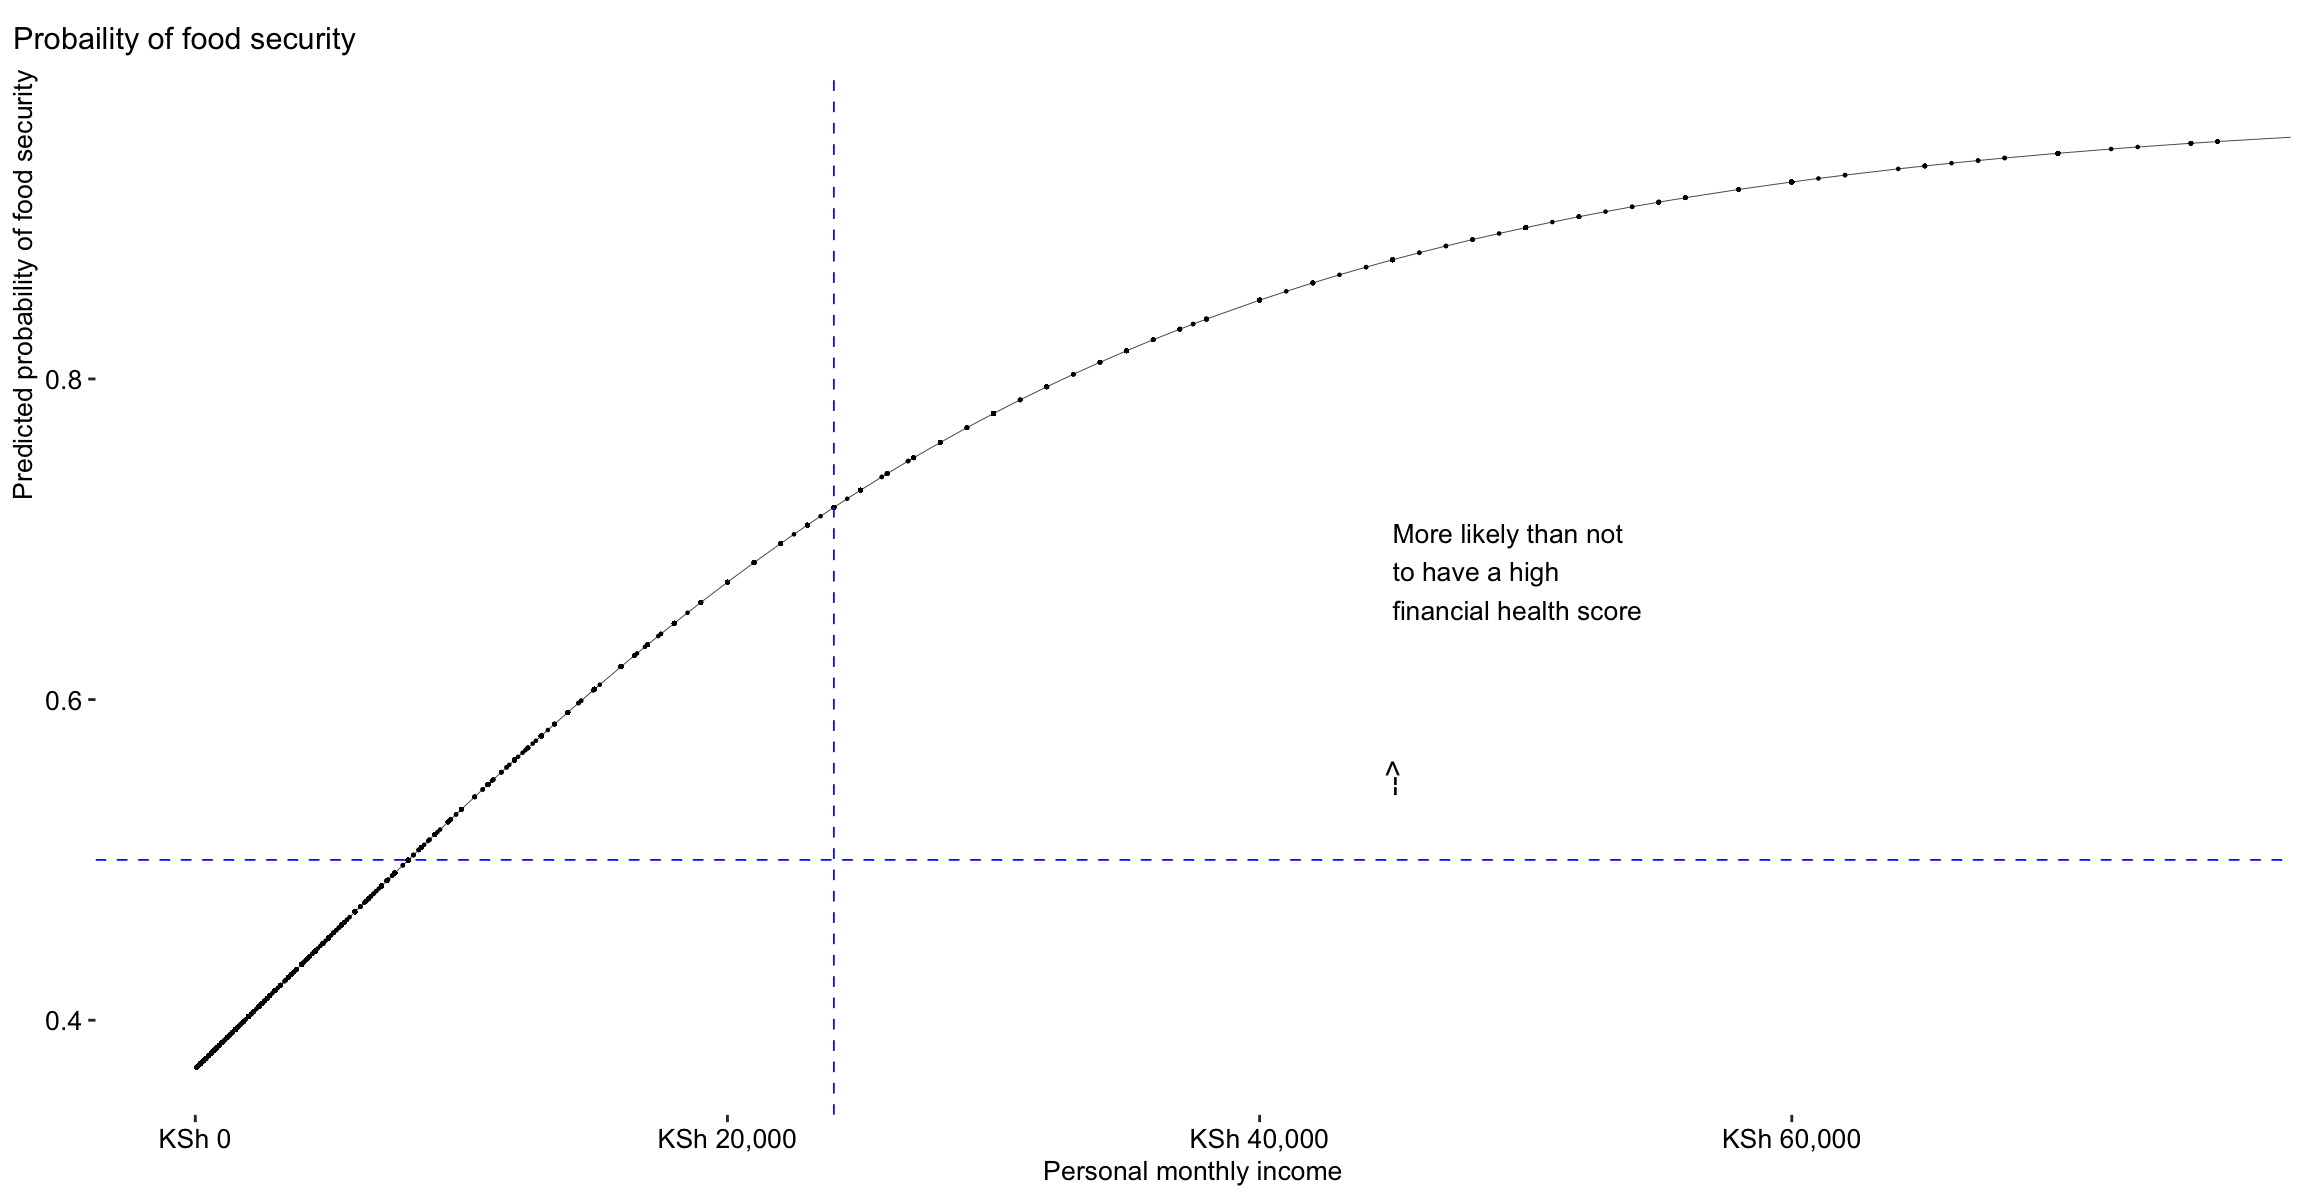 Probaility of food security
Predicted probability of food security
0.8
0.6
0.4
More likely than not
to have a high
financial health score
KSh 0
KSh 20,000
KSh 40,000
KSh 60,000
Personal monthly income